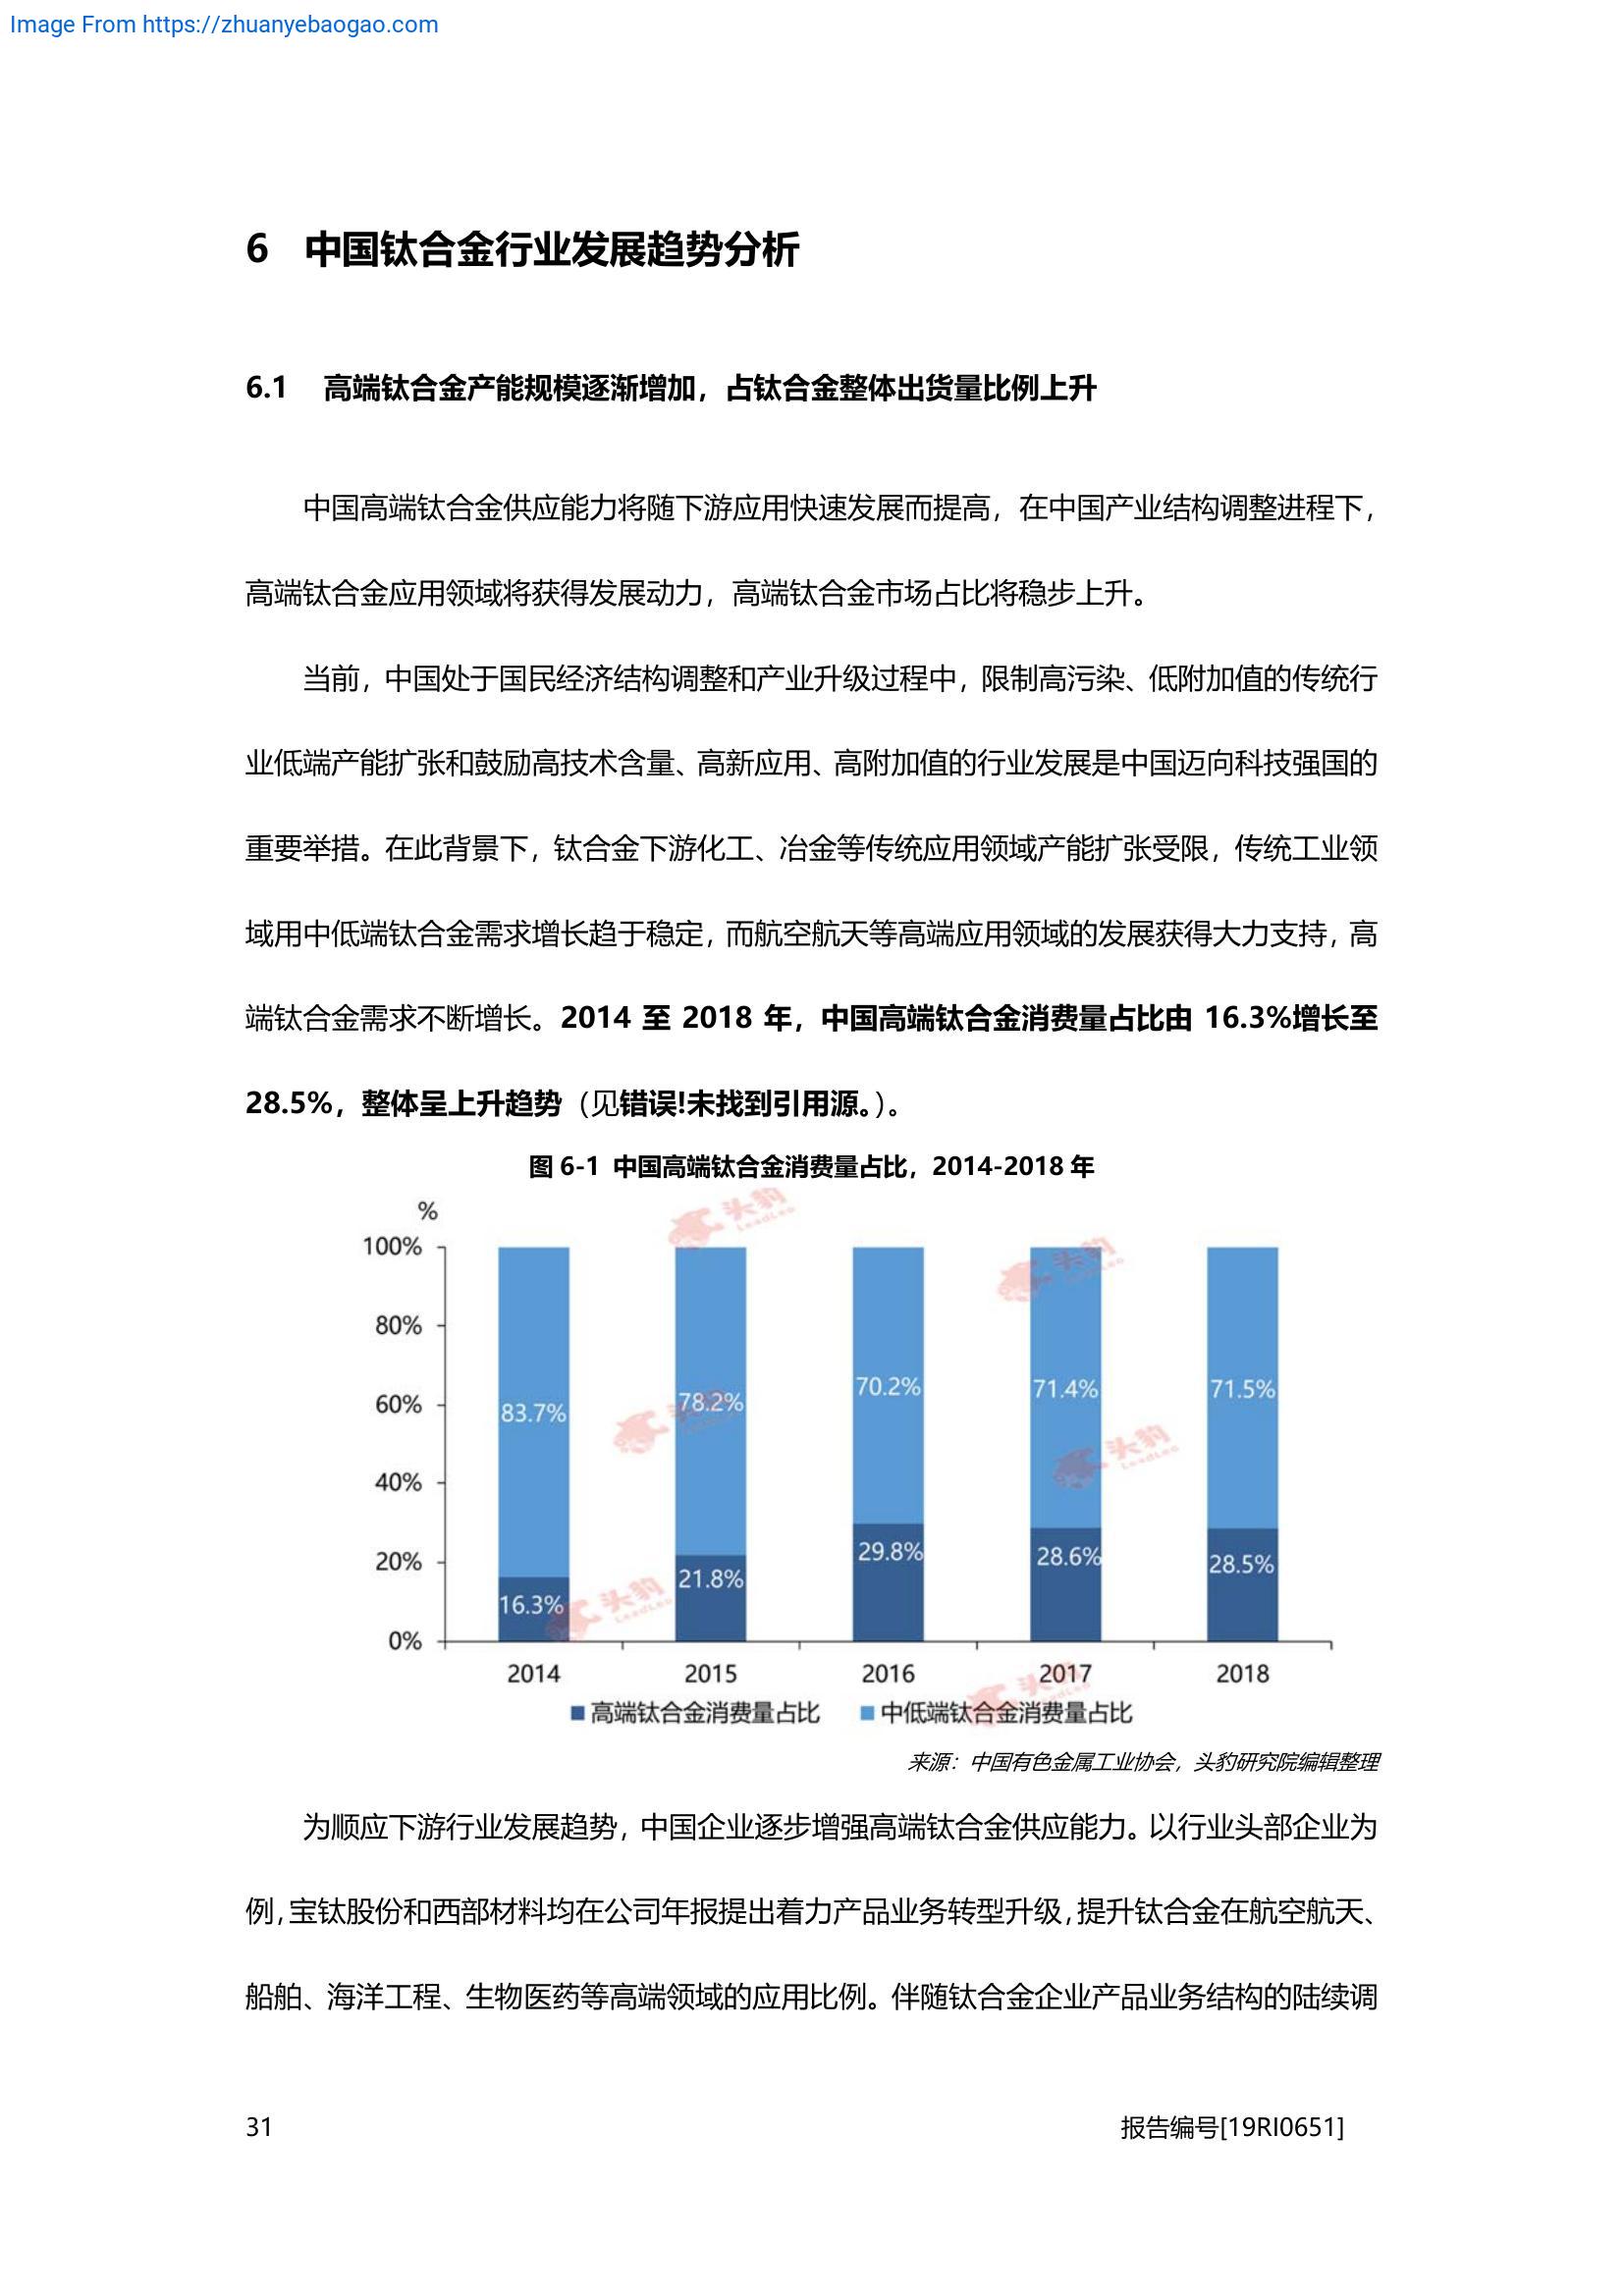 Image From https://zhuanyebaogao.com
6 中国钛合金行业发展趋势分析
6.1 高端钛合金产能规模逐渐增加，占钛合金整体出货量比例上升
中国高端钛合金供应能力将随下游应用快速发展而提高，在中国产业结构调整进程下，
高端钛合金应用领域将获得发展动力，高端钛合金市场占比将稳步上升。
当前，中国处于国民经济结构调整和产业升级过程中，限制高污染、低附加值的传统行
业低端产能扩张和鼓励高技术含量、高新应用、高附加值的行业发展是中国迈向科技强国的
重要举措。在此背景下，钛合金下游化工、冶金等传统应用领域产能扩张受限，传统工业领
域用中低端钛合金需求增长趋于稳定，而航空航天等高端应用领域的发展获得大力支持，高
端钛合金需求不断增长。2014 至 2018 年，中国高端钛合金消费量占比由 16.3%增长至
28.5%，整体呈上升趋势（见错误!未找到引用源。）。
图 6-1 中国高端钛合金消费量占比，2014-2018 年
%
100%
80%
60%
40%
20%
0%
83.7% 78.2% 70.2% 71.4% 71.5%
16.3% 21.8% 29.8% 28.6% 28.5%
2014 2015 2016 2017 2018
高端钛合金消费量占比 中低端钛合金消费量占比
头豹 LeadLeo
头豹 LeadLeo
头豹 LeadLeo
头豹 LeadLeo
头豹 LeadLeo
头豹 LeadLeo
来源：中国有色金属工业协会，头豹研究院编辑整理
为顺应下游行业发展趋势，中国企业逐步增强高端钛合金供应能力。以行业头部企业为
例，宝钛股份和西部材料均在公司年报提出着力产品业务转型升级，提升钛合金在航空航天、
船舶、海洋工程、生物医药等高端领域的应用比例。伴随钛合金企业产品业务结构的陆续调
31 报告编号[19RI0651]